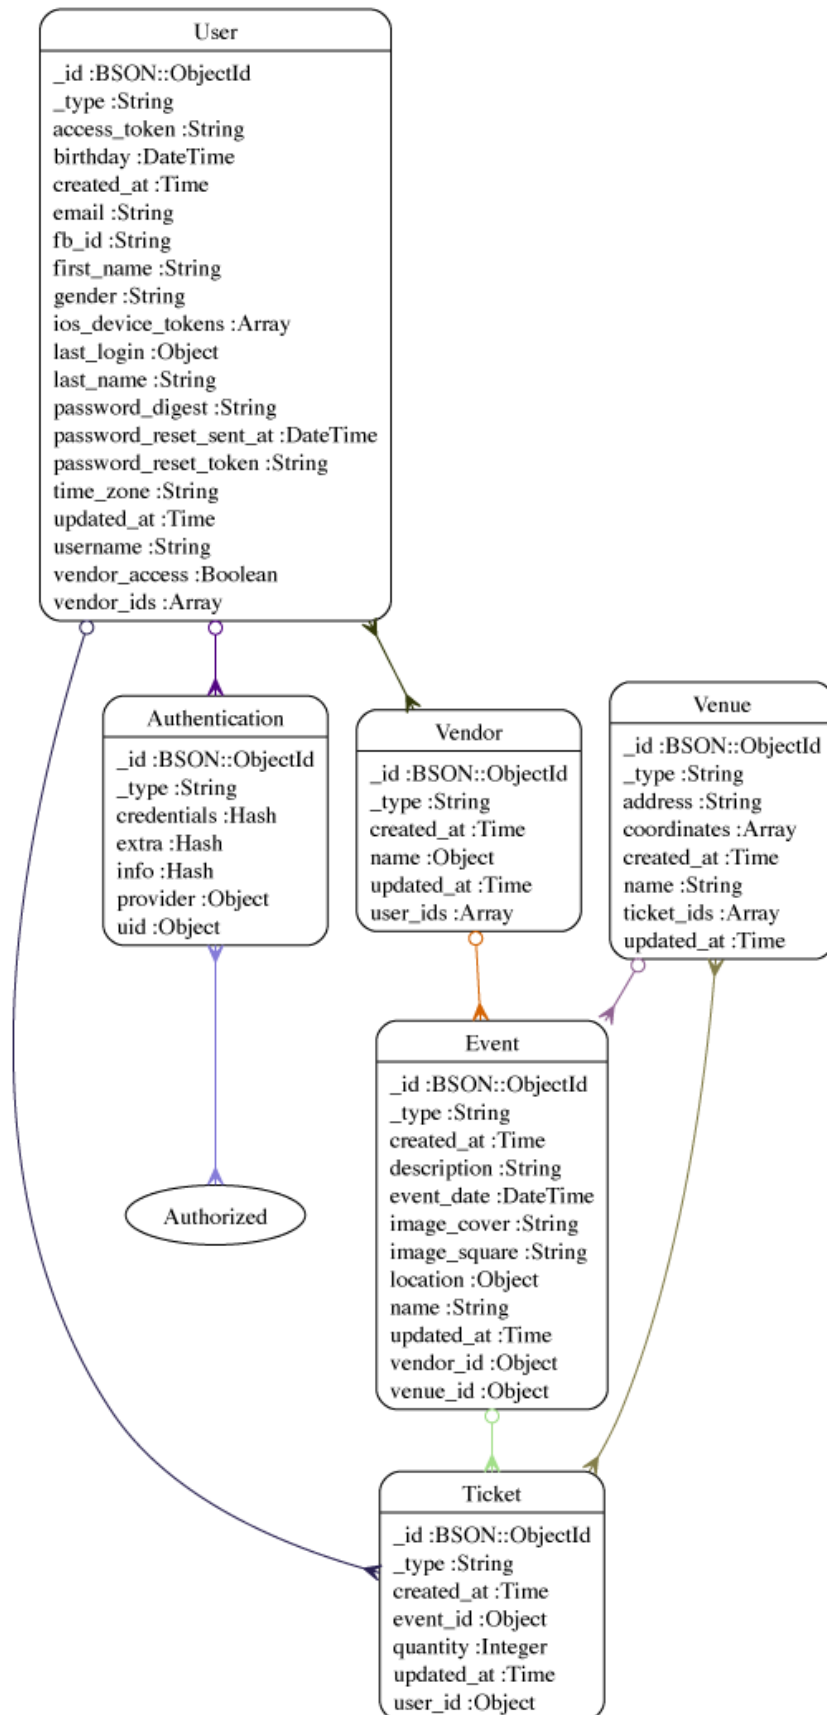 User
_id :BSON::ObjectId
_type :String
access_token :String
birthday :DateTime
created_at :Time
email :String
fb_id :String
first_name :String
gender :String
ios_device_tokens :Array
last_login :Object
last_name :String
password_digest :String
password_reset_sent_at :DateTime
password_reset_token :String
time_zone :String
updated_at :Time
username :String
vendor_access :Boolean
vendor_ids :Array
Authentication
_id :BSON::ObjectId
_type :String
credentials :Hash
extra :Hash
info :Hash
provider :Object
uid :Object
Vendor
_id :BSON::ObjectId
_type :String
created_at :Time
name :Object
updated_at :Time
user_ids :Array
Venue
_id :BSON::ObjectId
_type :String
address :String
coordinates :Array
created_at :Time
name :String
ticket_ids :Array
updated_at :Time
Event
_id :BSON::ObjectId
_type :String
created_at :Time
description :String
event_date :DateTime
image_cover :String
image_square :String
location :Object
name :String
updated_at :Time
vendor_id :Object
venue_id :Object
Authorized
Ticket
_id :BSON::ObjectId
_type :String
created_at :Time
event_id :Object
quantity :Integer
updated_at :Time
user_id :Object